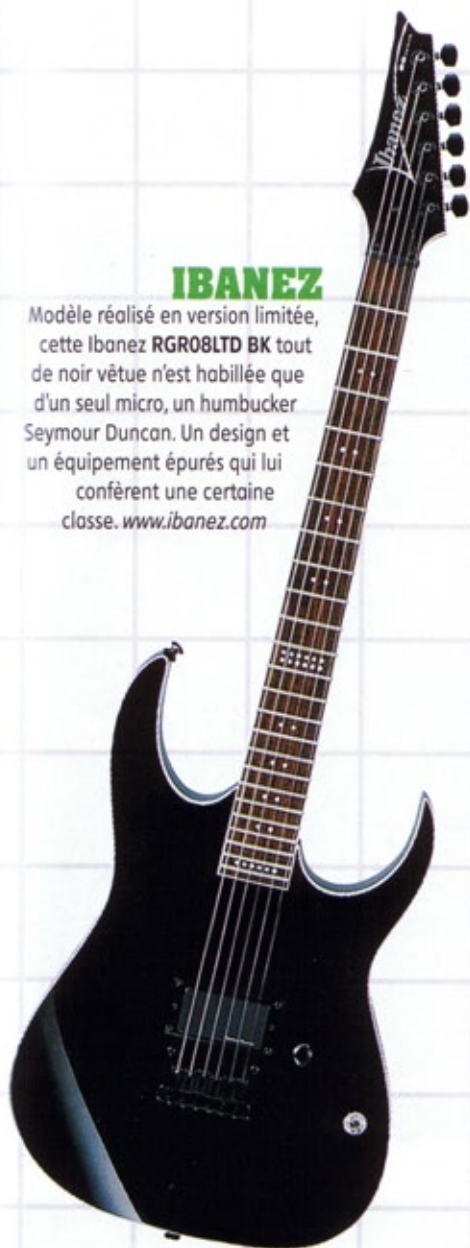 Ibanez
IBANEZ
Modèle réalisé en version limitée,
cette Ibanez RGR08LTD BK tout
de noir vêtue n'est habillée que
d'un seul micro, un humbucker
Seymour Duncan. Un design et
un équipement épurés qui lui
confèrent une certaine
classe. www.ibanez.com